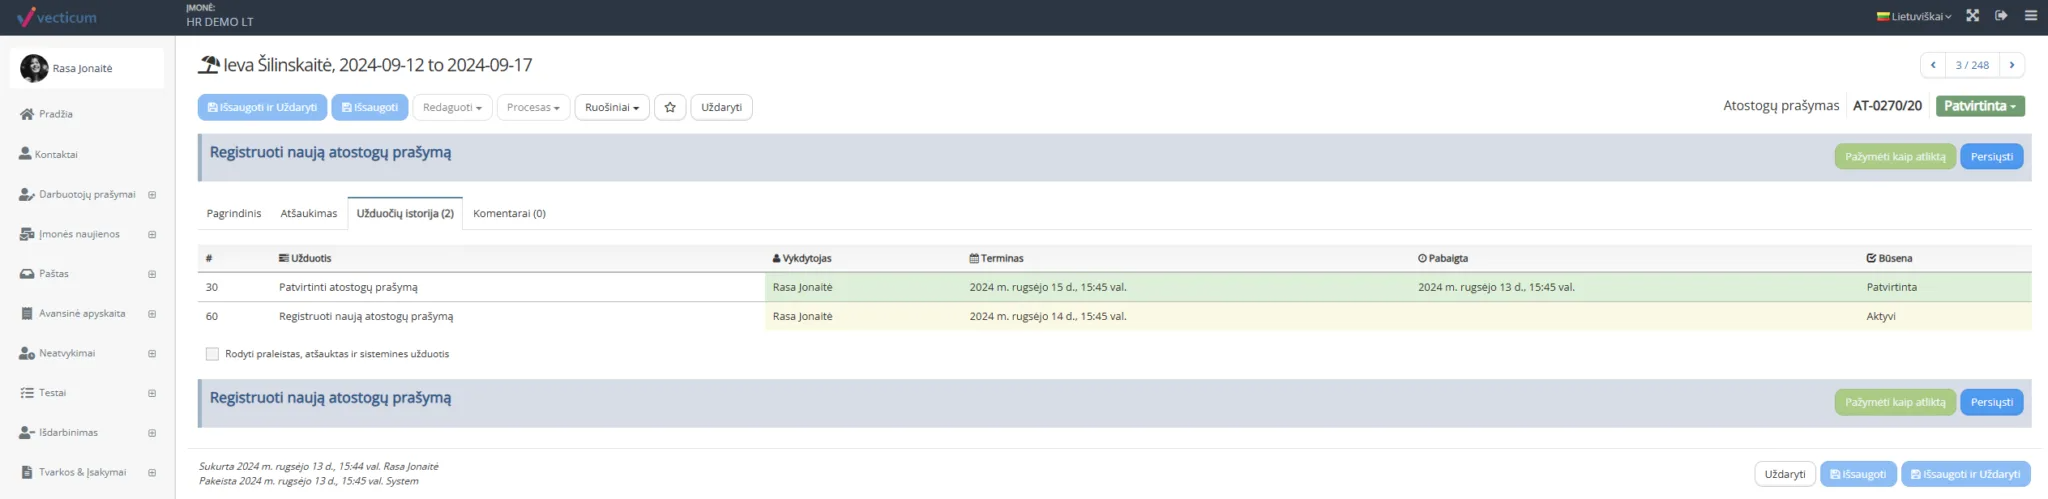 vecticum
ĮMONĖ:
HR DEMO LT
Lietuviškai
Rasa Jonaitė
Pradžia
Kontaktai
Darbuotojų prašymai
Įmonės naujienos
Paštas
Avansinė apyskaita
Neatvykimai
Testai
Išdarbinimas
Tvarkos & Įsakymai
Ieva Šilinskaitė, 2024-09-12 to 2024-09-17
3 / 248
Išsaugoti ir Uždaryti Išsaugoti Redaguoti Procesas Ruošiniai Uždaryti
Atostogų prašymas AT-0270/20 Patvirtinta
Registruoti naują atostogų prašymą
Pažymėti kaip atliktą Persiųsti
Pagrindinis Atšaukimas Užduočių istorija (2) Komentarai (0)
# Užduotis Vykdytojas Terminas Pabaigta Būsena
30 Patvirtinti atostogų prašymą Rasa Jonaitė 2024 m. rugsėjo 15 d., 15:45 val. 2024 m. rugsėjo 13 d., 15:45 val. Patvirtinta
60 Registruoti naują atostogų prašymą Rasa Jonaitė 2024 m. rugsėjo 14 d., 15:45 val. Aktyvi
Rodyti praleistas, atšauktas ir sistemines užduotis
Registruoti naują atostogų prašymą
Pažymėti kaip atliktą Persiųsti
Sukurta 2024 m. rugsėjo 13 d., 15:44 val. Rasa Jonaitė
Pakeista 2024 m. rugsėjo 13 d., 15:45 val. System
Uždaryti Išsaugoti Išsaugoti ir Uždaryti